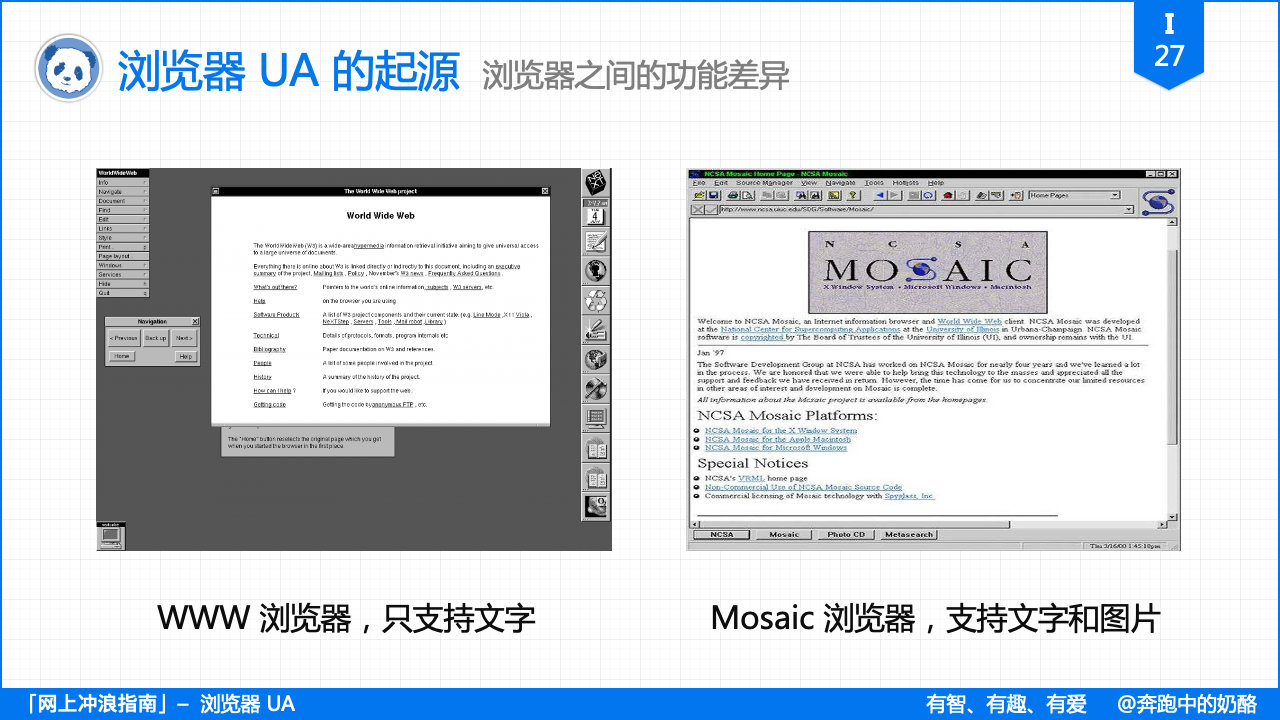 I
27
浏览器 UA 的起源 浏览器之间的功能差异
WorldWideWeb
Info
Navigate
Document
Find
Edit
Links
Style
Print..
Page layout
Windows
Services
Hide
Quit
Navigation
< Previous Back up Next >
Home Help
The World Wide Web project
World Wide Web
The WorldWideWeb (W3) is a wide-area hypermedia information retrieval initiative aiming to give universal access
to a large universe of documents.
Everything there is online about W3 is linked directly or indirectly to this document, including an executive
summary of the project, Mailing lists , Policy , November's W3 news , Frequently Asked Questions .
What's out there? Pointers to the world's online information, subjects , W3 servers, etc.
Help on the browser you are using
Software Products A list of W3 project components and their current state. (e.g. Line Mode ,X11 Viola ,
NeXTStep , Servers , Tools , Mail robot ,Library )
Technical Details of protocols, formats, program internals etc
Bibliography Paper documentation on W3 and references.
People A list of some people involved in the project.
History A summary of the history of the project.
How can I help ? If you would like to support the web..
Getting code Getting the code by anonymous FTP , etc.
The "Home" button reselects the original page which you get
when you started the browser in the first place.
NCSA Mosaic Home Page - NCSA Mosaic
File Edit Source Manager View Navigate Tools Hotlists Help
Home Pages
http://www.ncsa.uiuc.edu/SDG/Software/Mosaic/
N C S A
MOSAIC
X Window System • Microsoft Windows • Macintosh
Welcome to NCSA Mosaic, an Internet information browser and World Wide Web client. NCSA Mosaic was developed
at the National Center for Supercomputing Applications at the University of Illinois in Urbana-Champaign. NCSA Mosaic
software is copyrighted by The Board of Trustees of the University of Illinois (UI), and ownership remains with the UI.
Jan '97
The Software Development Group at NCSA has worked on NCSA Mosaic for nearly four years and we've learned a lot
in the process. We are honored that we were able to help bring this technology to the masses and appreciated all the
support and feedback we have received in return. However, the time has come for us to concentrate our limited resources
in other areas of interest and development on Mosaic is complete.
All information about the Mosaic project is available from the homepages.
NCSA Mosaic Platforms:
NCSA Mosaic for the X Window System
NCSA Mosaic for the Apple Macintosh
NCSA Mosaic for Microsoft Windows
Special Notices
NCSA's VRML home page
Non-Commercial Use of NCSA Mosaic Source Code
Commercial licensing of Mosaic technology with Spyglass, Inc.
NCSA Mosaic Photo CD Metasearch
Thu 3/16/00 1:45:10pm
WWW 浏览器，只支持文字
Mosaic 浏览器，支持文字和图片
「网上冲浪指南」– 浏览器 UA
有智、有趣、有爱 @奔跑中的奶酪